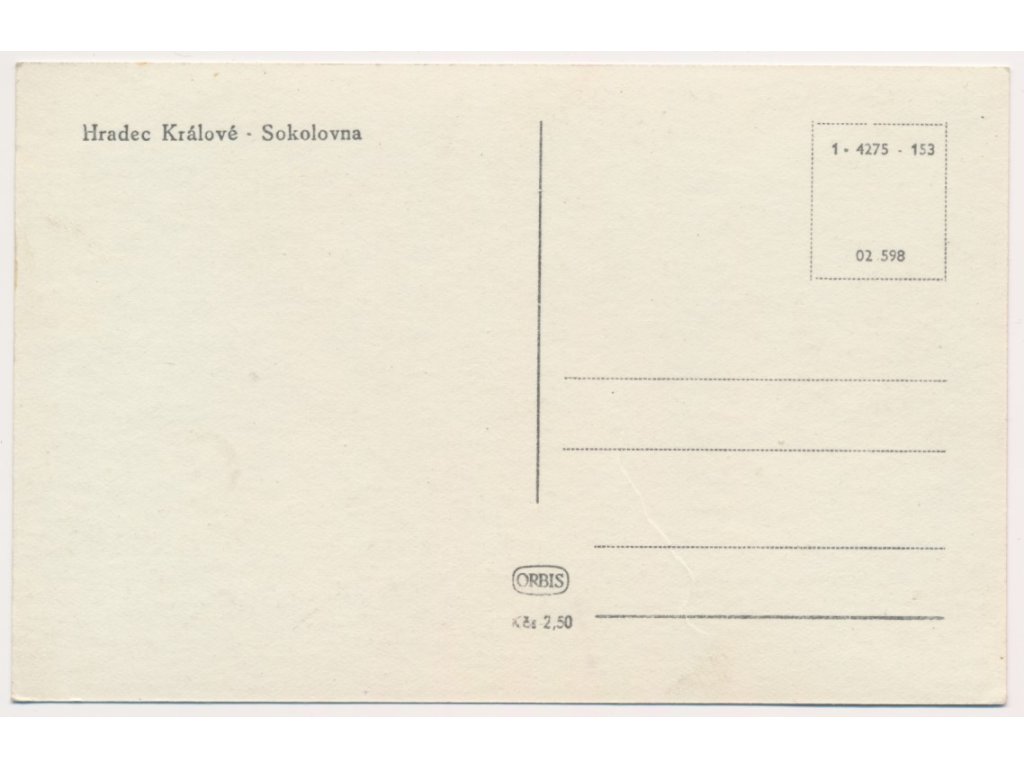 Hradec Králové - Sokolovna
1 • 4275 - 153
02 598
ORBIS
Kčs 2,50